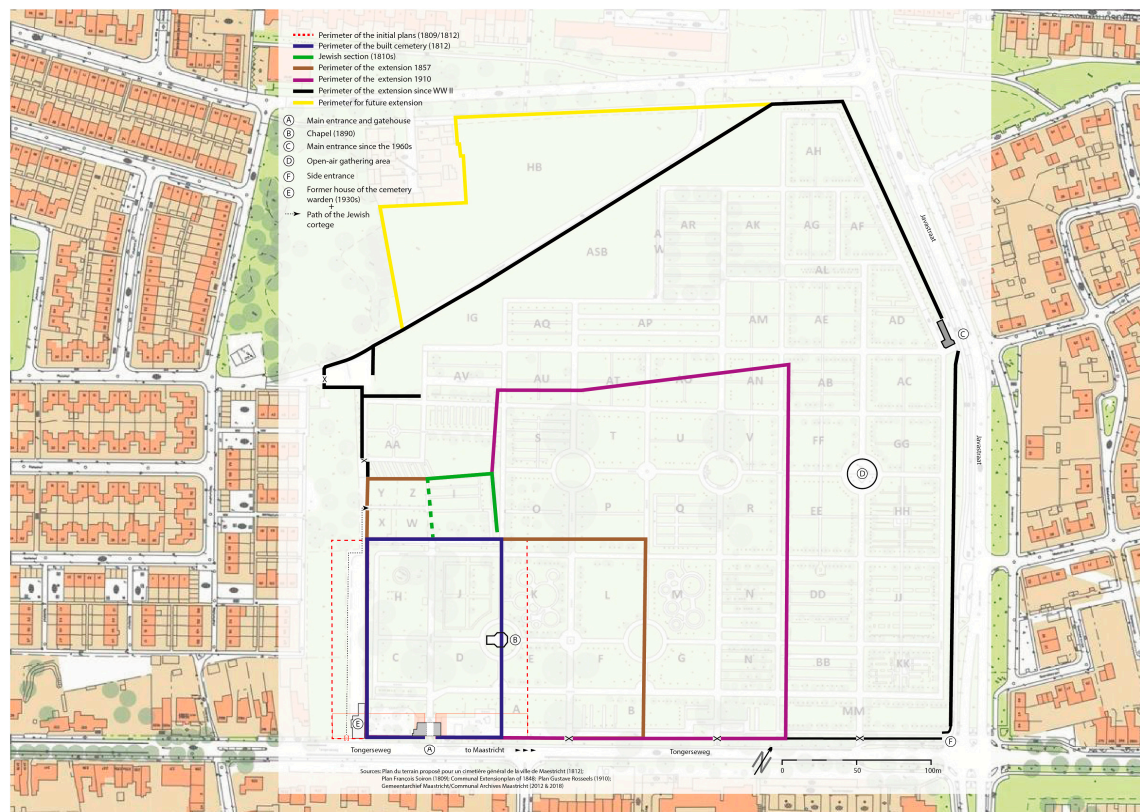 Perimeter of the initial plans (1809/1812)
Perimeter of the built cemetery (1812)
Jewish section (1810s)
Perimeter of the extension 1857
Perimeter of the extension 1910
Perimeter of the extension since WW II
Perimeter for future extension
A Main entrance and gatehouse
B Chapel (1890)
C Main entrance since the 1960s
D Open-air gathering area
F Side entrance
E Former house of the cemetery
warden (1930s)
+
Path of the Jewish
cortege
HB
AH
AR
AK
AG
AF
Javastraat
ASB
A
W
AL
IG
AQ
AP
AM
AE
AD
C
AV
AU
AT
AN
AB
AC
AA
S
T
U
V
FF
GG
Javastraat
D
Y
Z
I
X
W
O
P
Q
R
EE
HH
H
J
K
L
M
N
DD
JJ
B
C
D
E
F
G
N
BB
KK
A
B
MM
E
Tongerseweg
A
to Maastricht
Tongerseweg
F
0
50
100m
Sources: Plan du terrain proposé pour un cimetière général de la ville de Maestricht (1812);
Plan Francois Soiron (1809); Communal Extensionplan of 1848; Plan Gustave Rosseels (1910);
Gemeentarchief Maastricht/Communal Archives Maastricht (2012 & 2018)